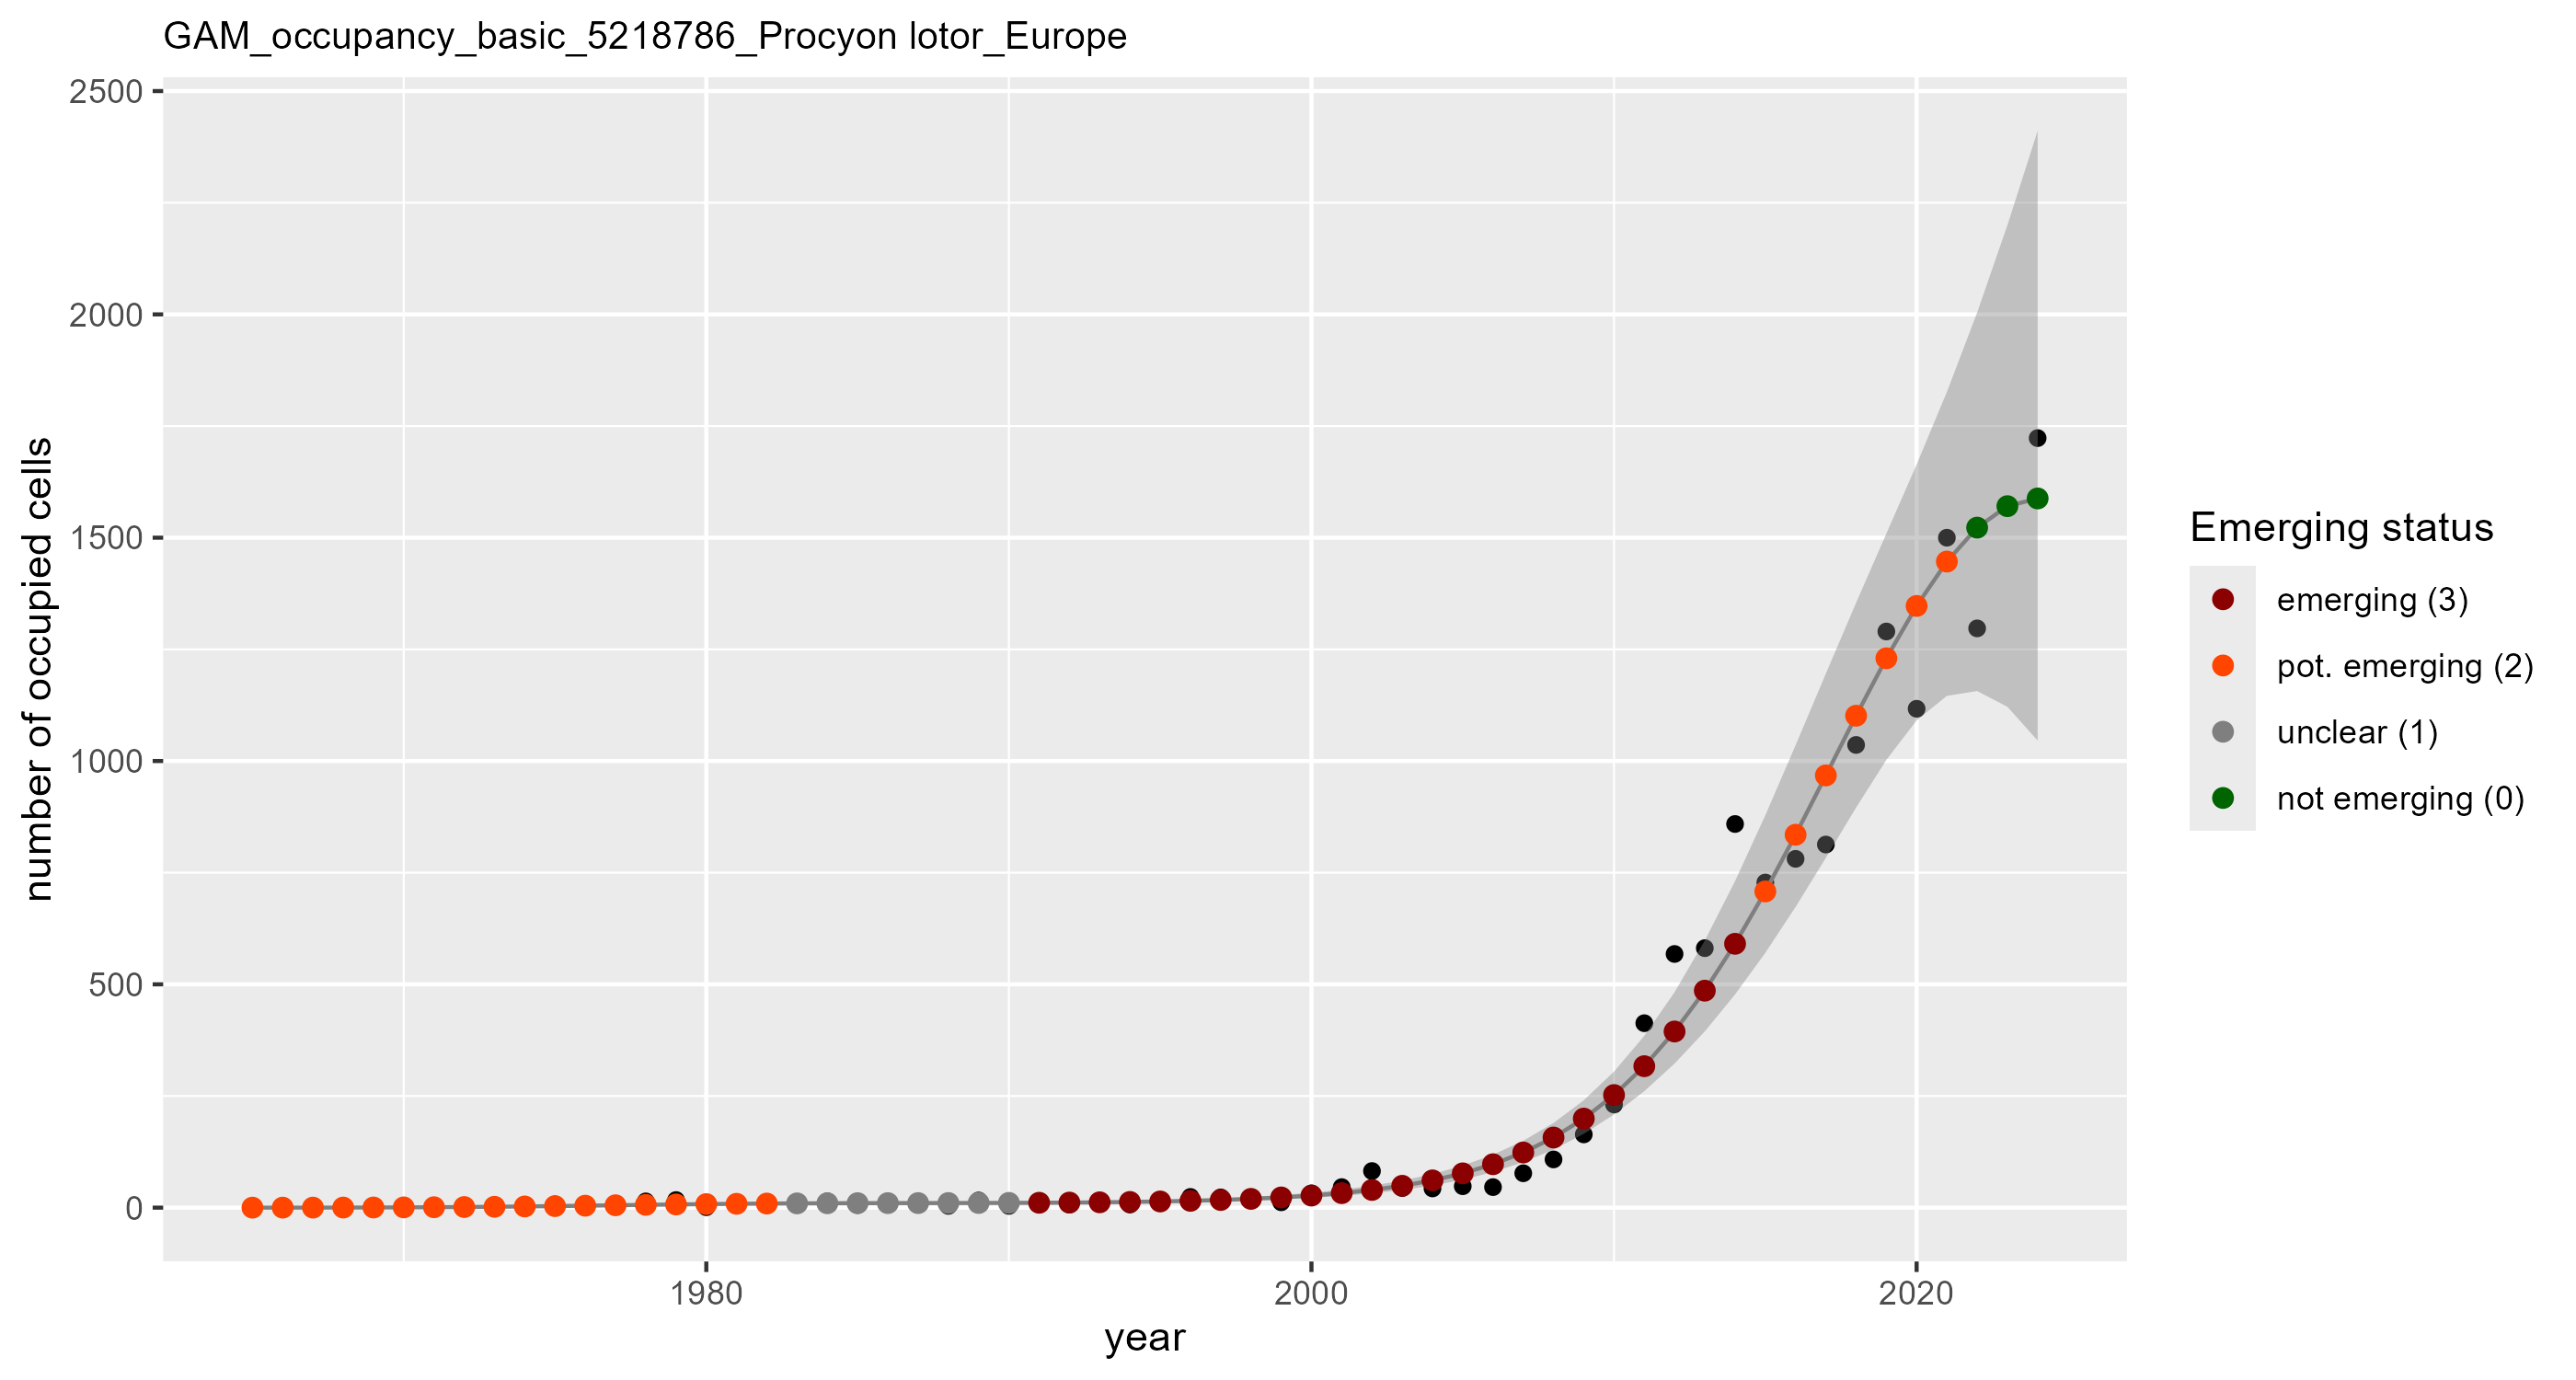 GAM_occupancy_basic_5218786_Procyon lotor_Europe
2500
2000
1500
1000
500
0
number of occupied cells
1980
2000
2020
year
Emerging status
emerging (3)
pot. emerging (2)
unclear (1)
not emerging (0)